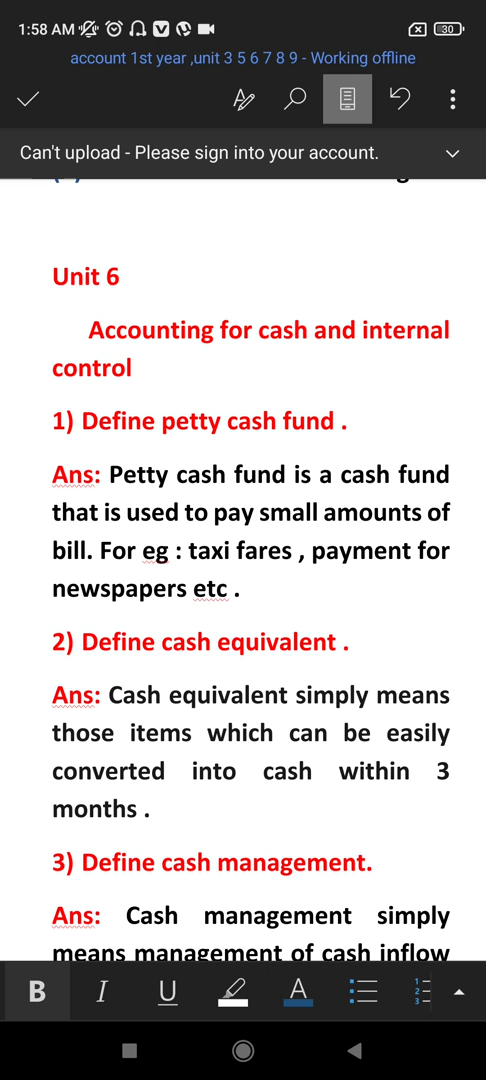 1:58 AM
30
account 1st year ,unit 3 5 6 7 8 9 - Working offline
Can't upload - Please sign into your account.
Unit 6
Accounting for cash and internal
control
1) Define petty cash fund .
Ans: Petty cash fund is a cash fund
that is used to pay small amounts of
bill. For eg : taxi fares , payment for
newspapers etc .
2) Define cash equivalent .
Ans: Cash equivalent simply means
those items which can be easily
converted into cash within 3
months .
3) Define cash management.
Ans: Cash management simply
means management of cash inflow
B I U A